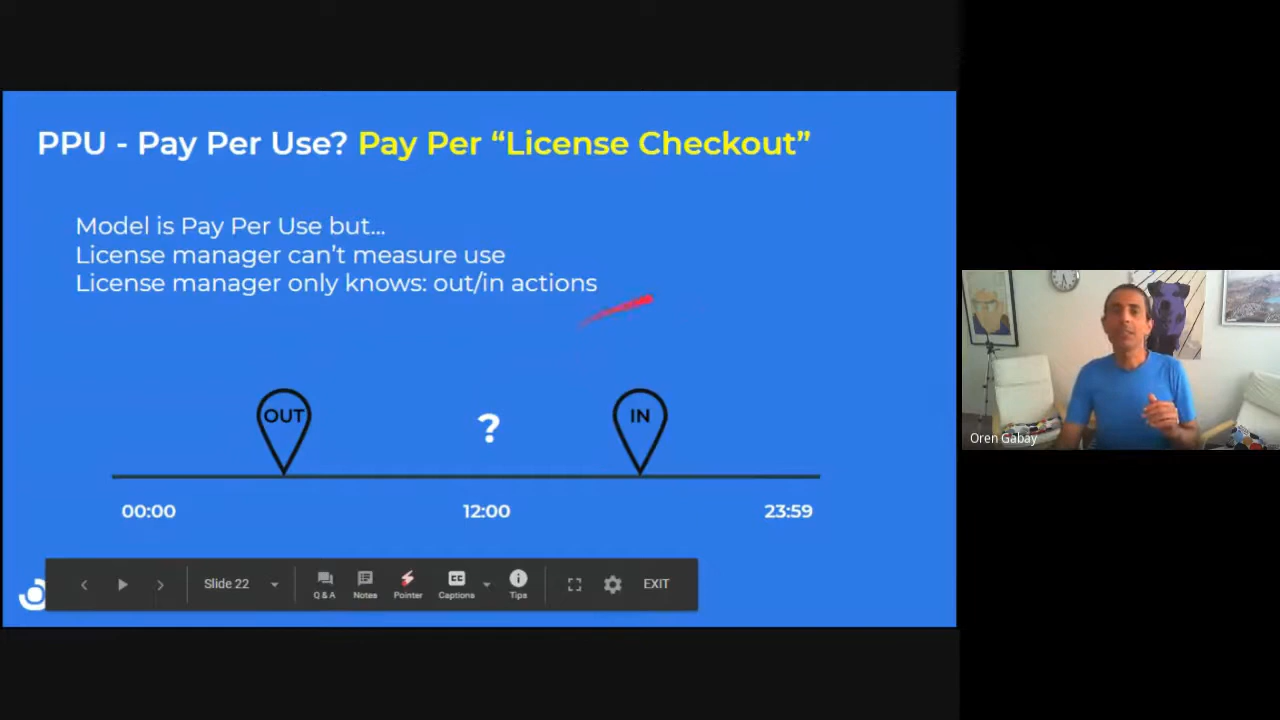 PPU - Pay Per Use? Pay Per “License Checkout”
Model is Pay Per Use but...
License manager can’t measure use
License manager only knows: out/in actions
OUT
?
IN
00:00
12:00
23:59
Slide 22
Q & A
Notes
Pointer
CC
Captions
Tips
EXIT
Oren Gabay